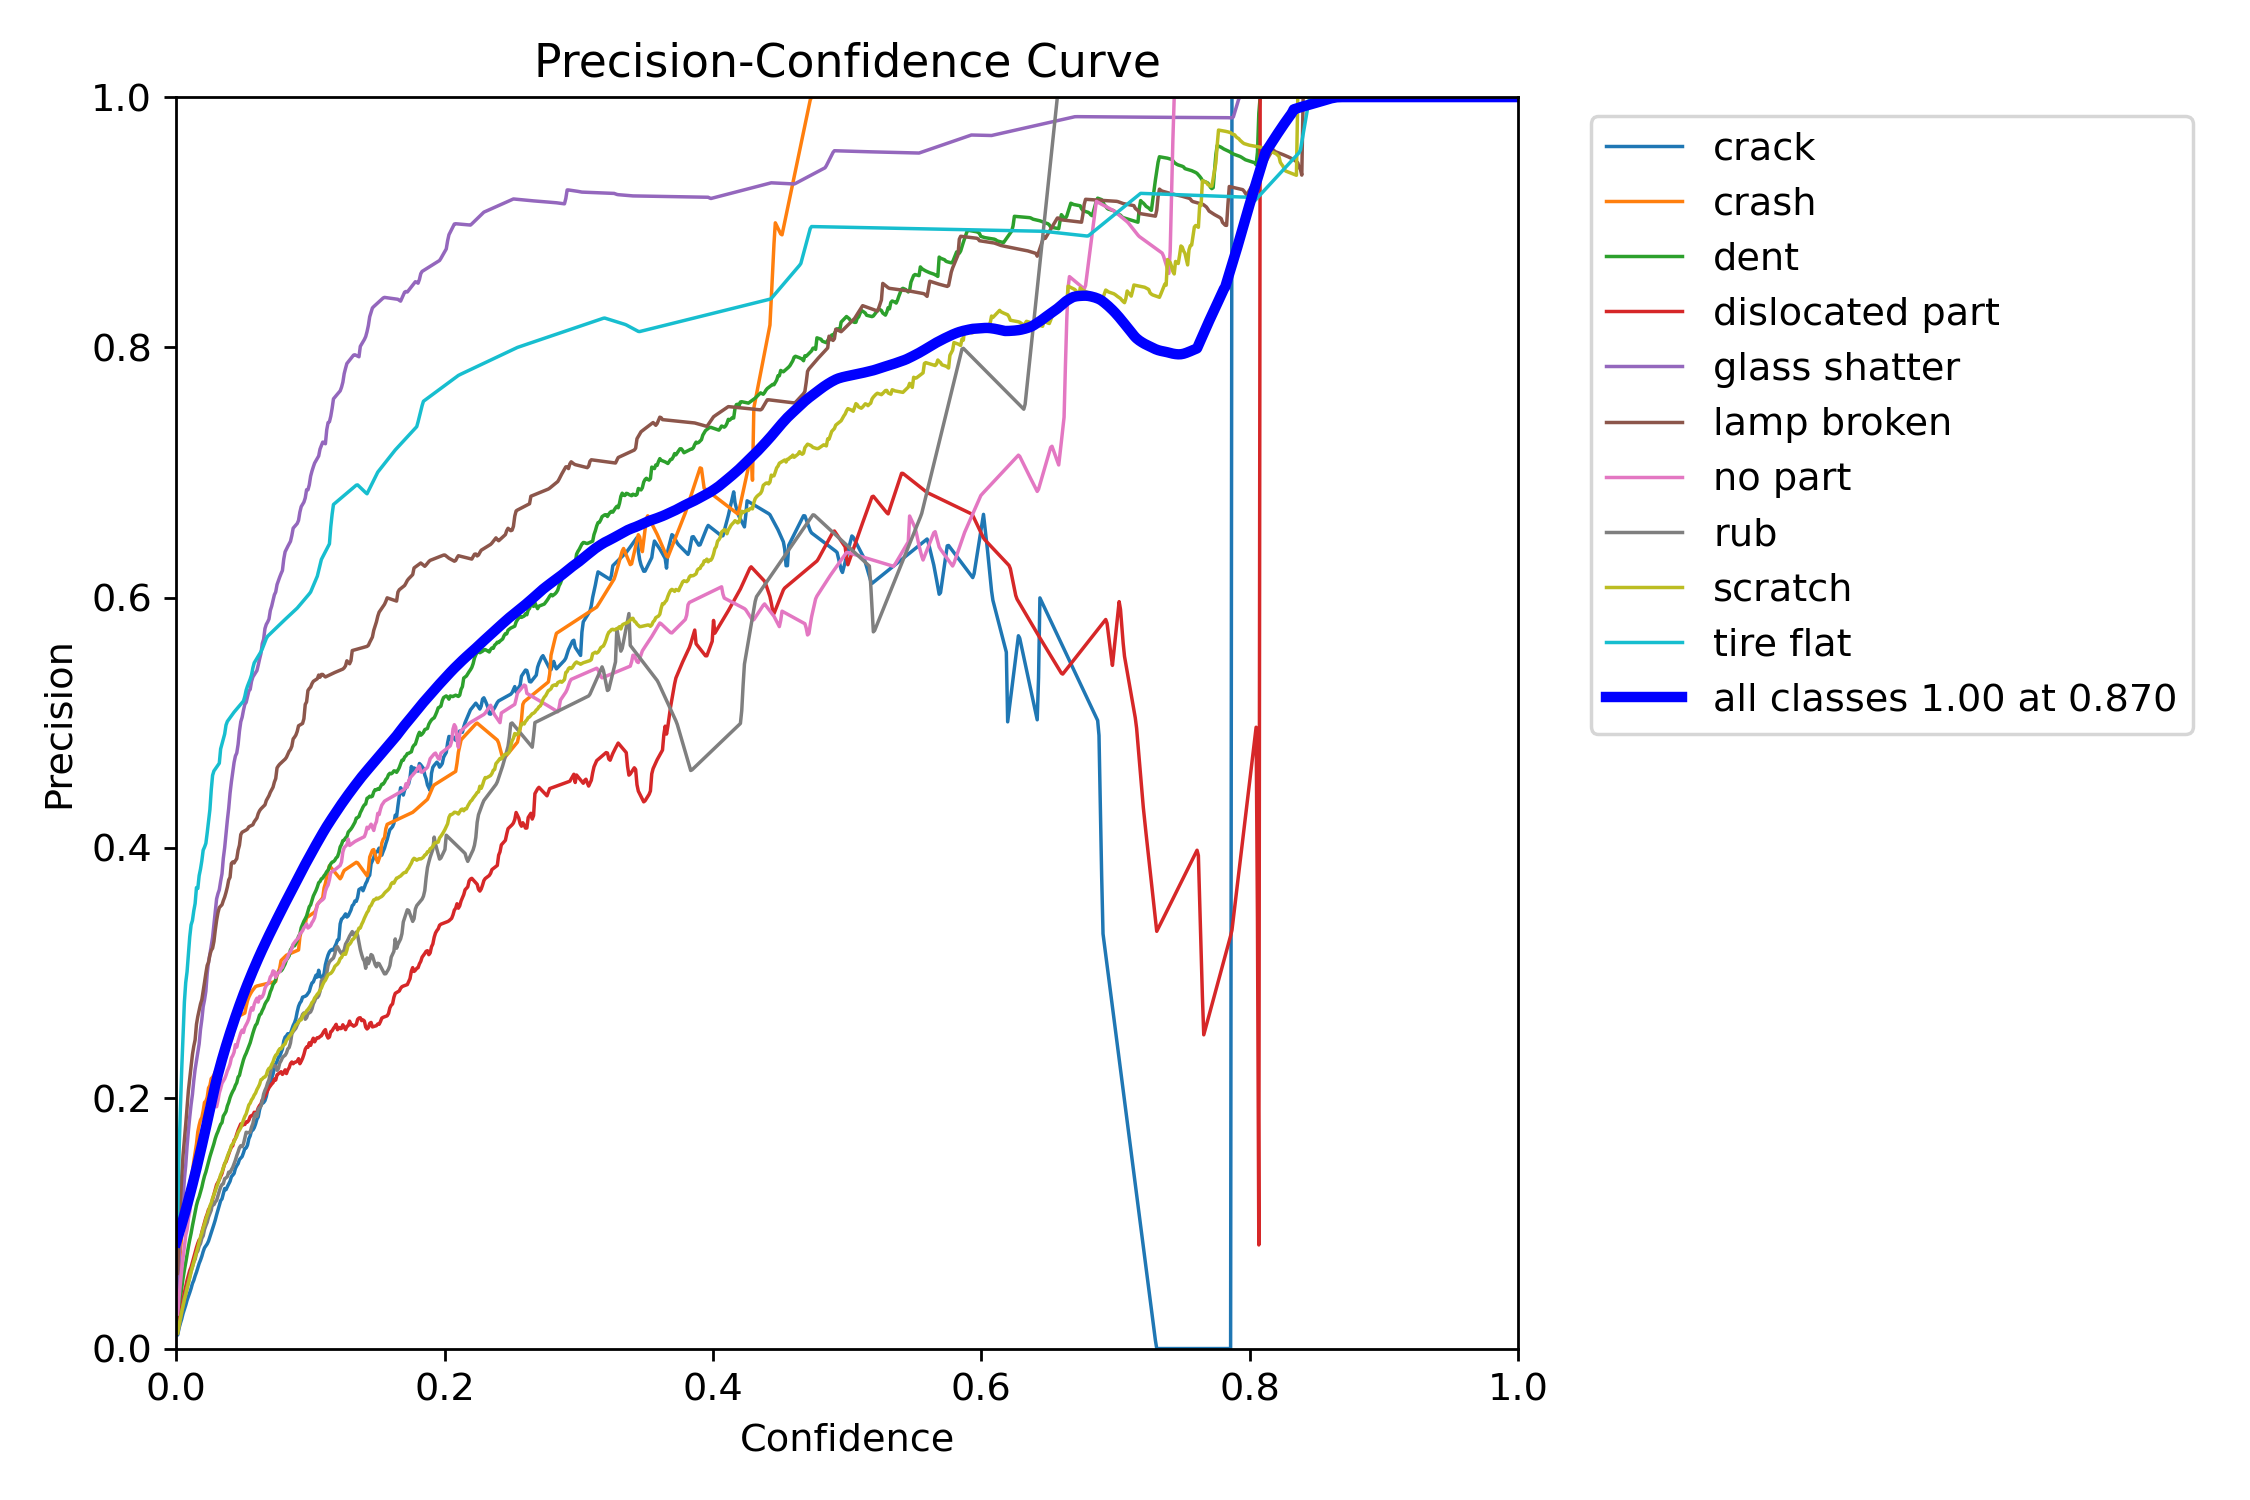 Precision-Confidence Curve
1.0
0.8
0.6
0.4
0.2
0.0
Precision
0.0 0.2 0.4 0.6 0.8 1.0
Confidence
crack
crash
dent
dislocated part
glass shatter
lamp broken
no part
rub
scratch
tire flat
all classes 1.00 at 0.870